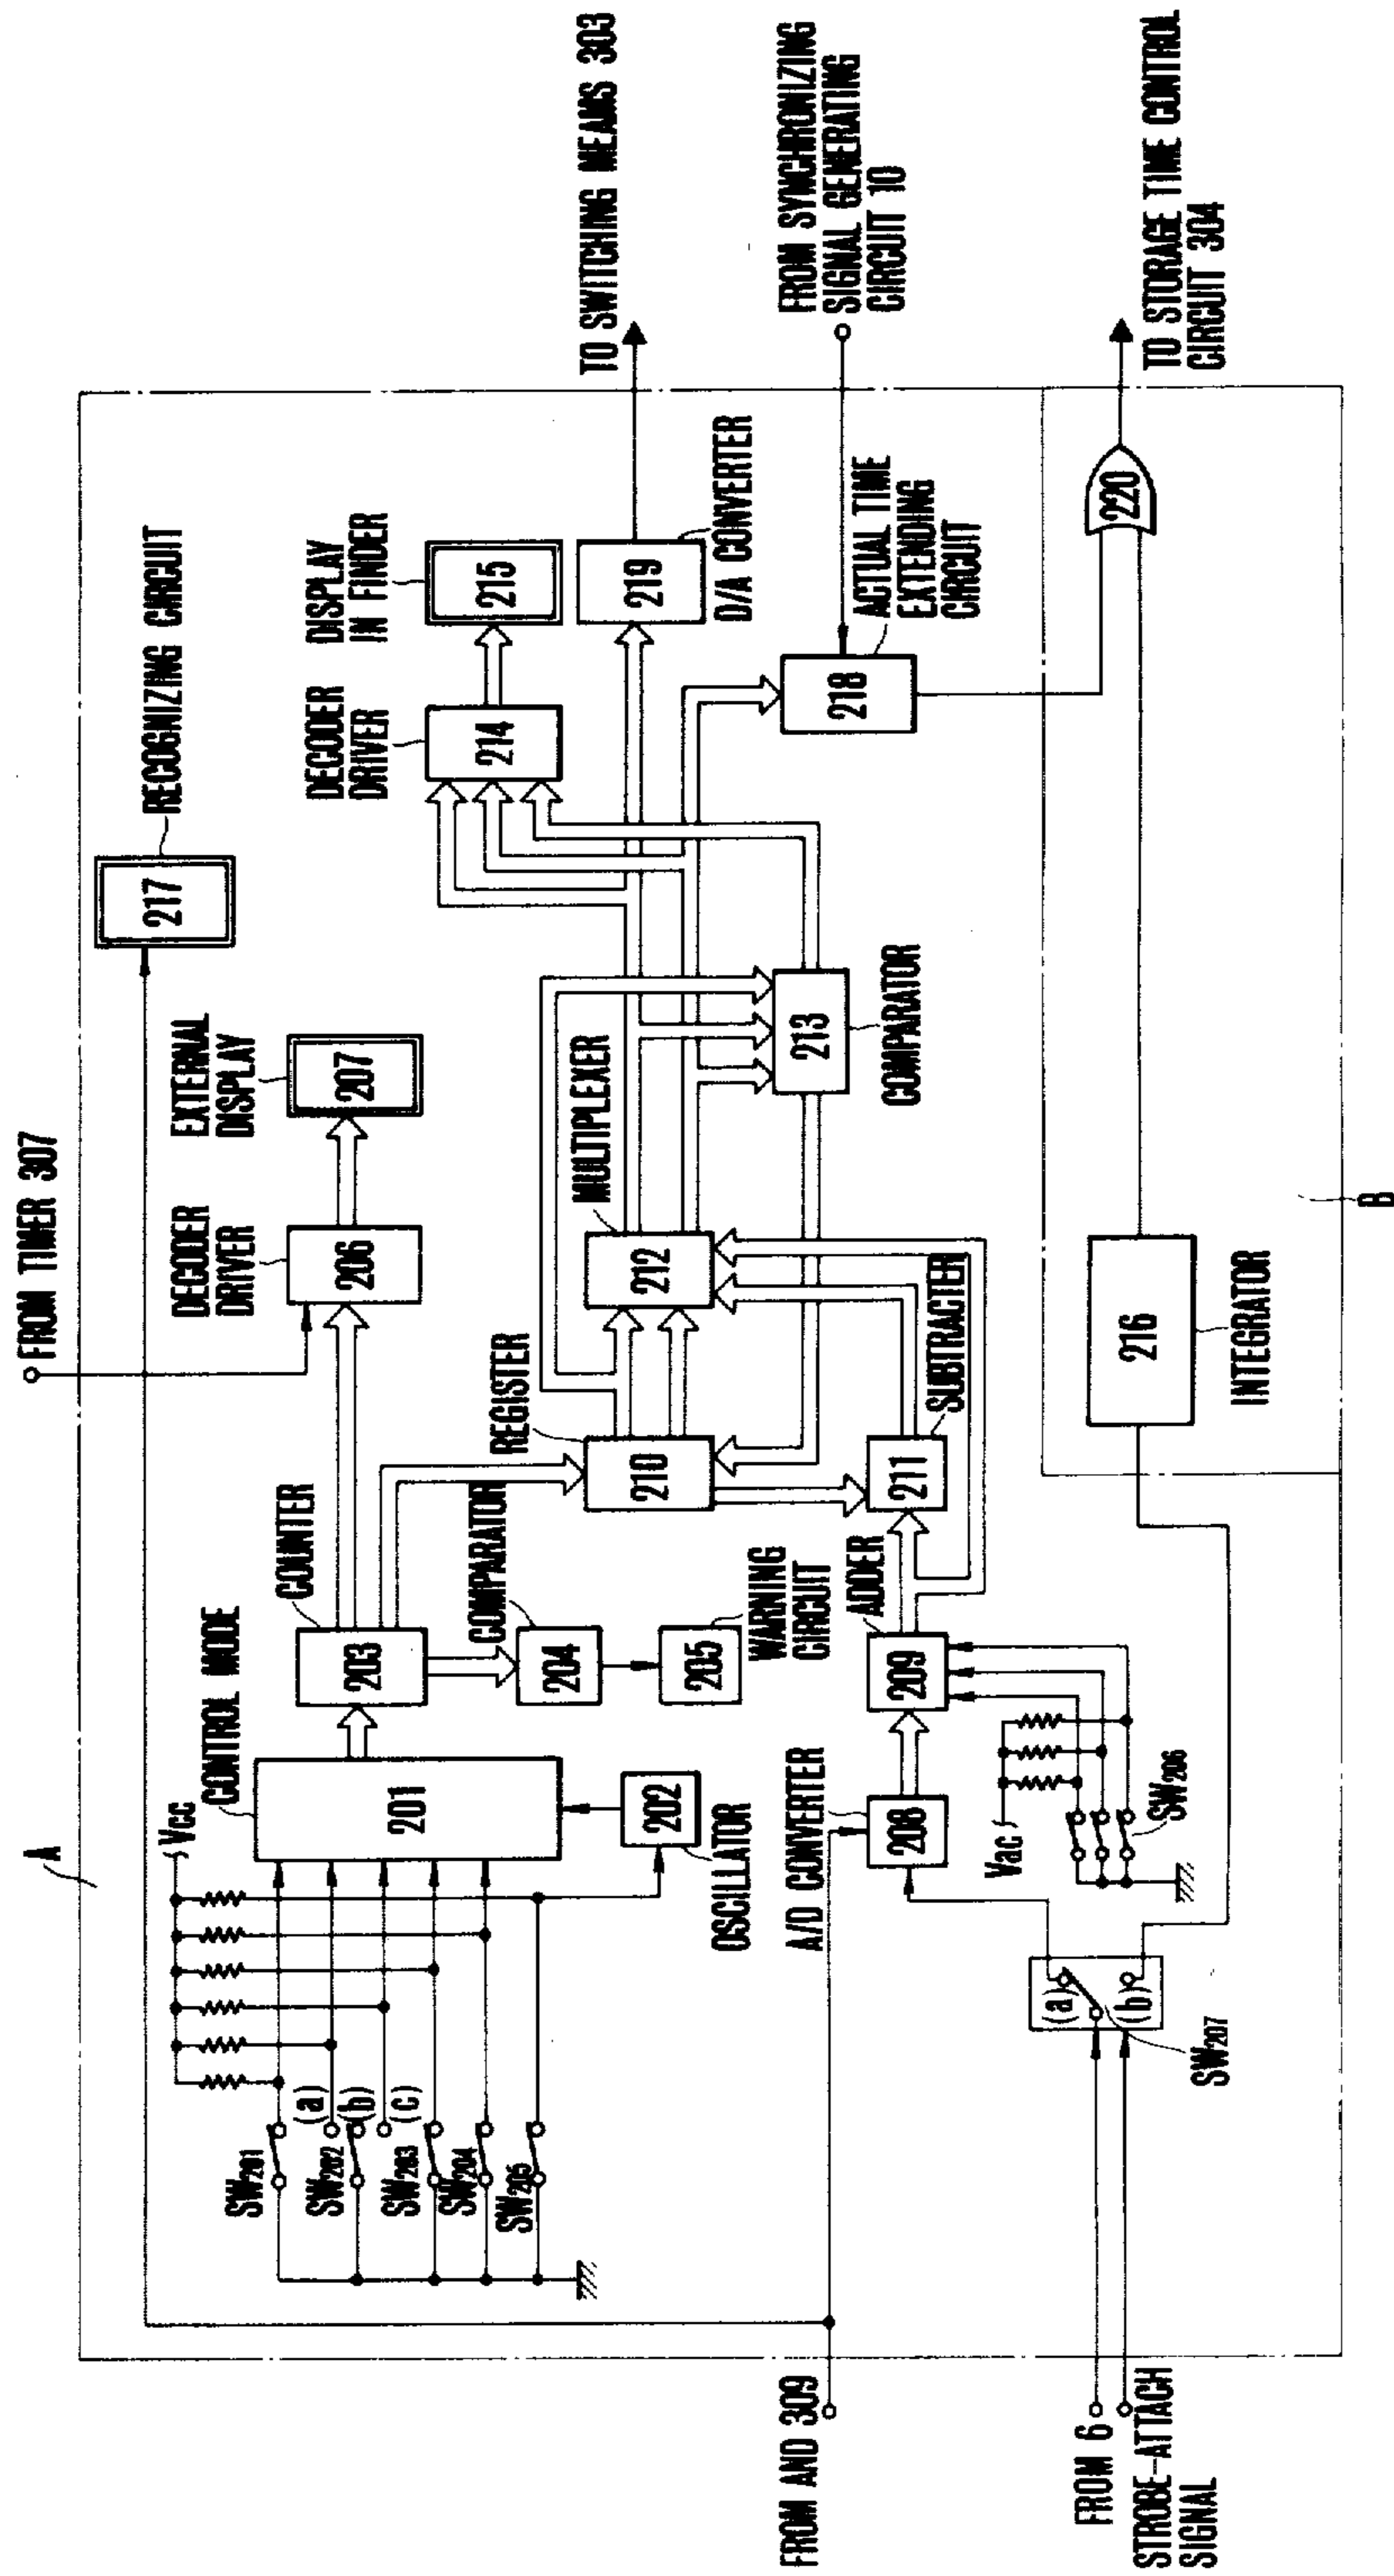 FROM TIMER 307
A
B
Vcc
CONTROL MODE
201
202
OSCILLATOR
COUNTER
203
COMPARATOR
204
205
WARNING
CIRCUIT
DECODER
DRIVER
206
EXTERNAL
DISPLAY
207
217
RECOGNIZING CIRCUIT
SW201
SW202
(a)
(b)
(c)
SW203
SW204
SW205
REGISTER
210
MULTIPLEXER
212
213
COMPARATOR
DECODER
DRIVER
214
DISPLAY
IN FINDER
215
219
D/A CONVERTER
TO SWITCHING MEAMS 303
FROM AND 309
A/D CONVERTER
208
ADDER
209
211
SUBTRACTER
Vac
SW206
218
ACTUAL TIME
EXTENDING
CIRCUIT
FROM SYNCHRONIZING
SIGNAL GENERATING
CIRCUIT 10
FROM 6
STROBE-ATTACH
SIGNAL
(a)
(b)
SW207
216
INTEGRATOR
220
TO STORAGE TIME CONTROL
CIRCUIT 304